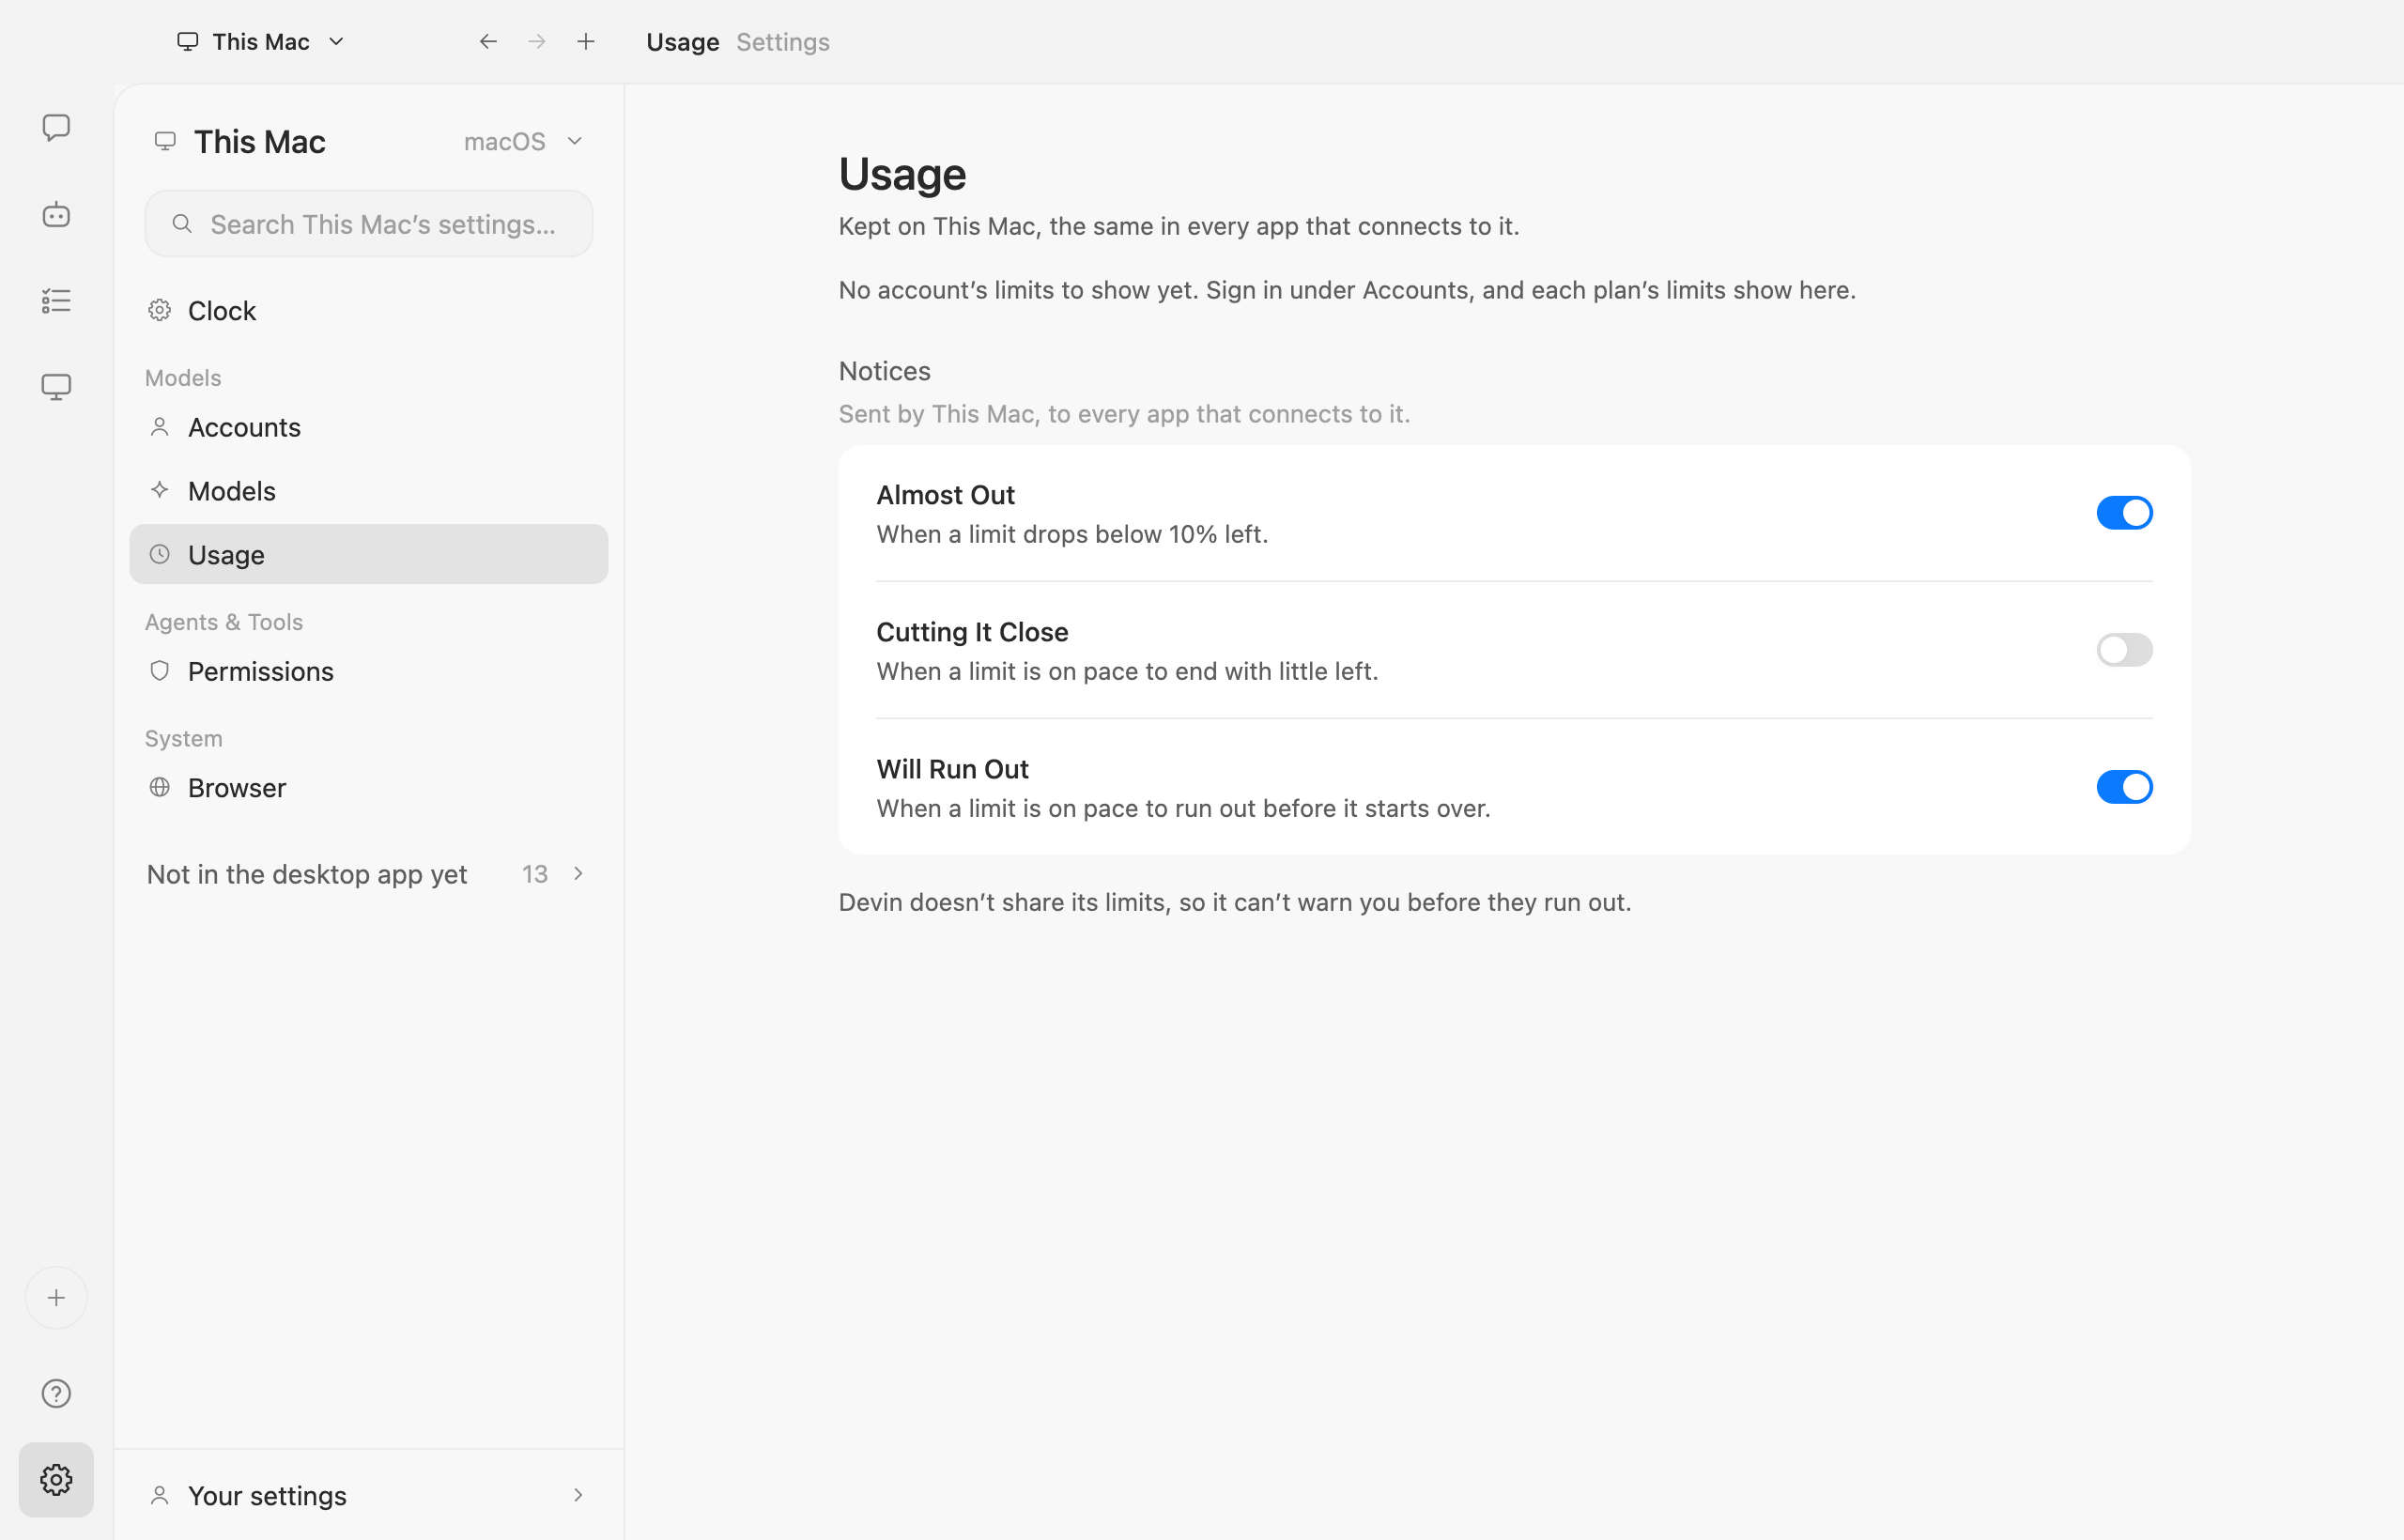 This Mac
Usage Settings
This Mac macOS
Search This Mac’s settings...
Clock
Models
Accounts
Models
Usage
Agents & Tools
Permissions
System
Browser
Not in the desktop app yet 13
Your settings
Usage
Kept on This Mac, the same in every app that connects to it.
No account’s limits to show yet. Sign in under Accounts, and each plan’s limits show here.
Notices
Sent by This Mac, to every app that connects to it.
Almost Out
When a limit drops below 10% left.
Cutting It Close
When a limit is on pace to end with little left.
Will Run Out
When a limit is on pace to run out before it starts over.
Devin doesn’t share its limits, so it can’t warn you before they run out.